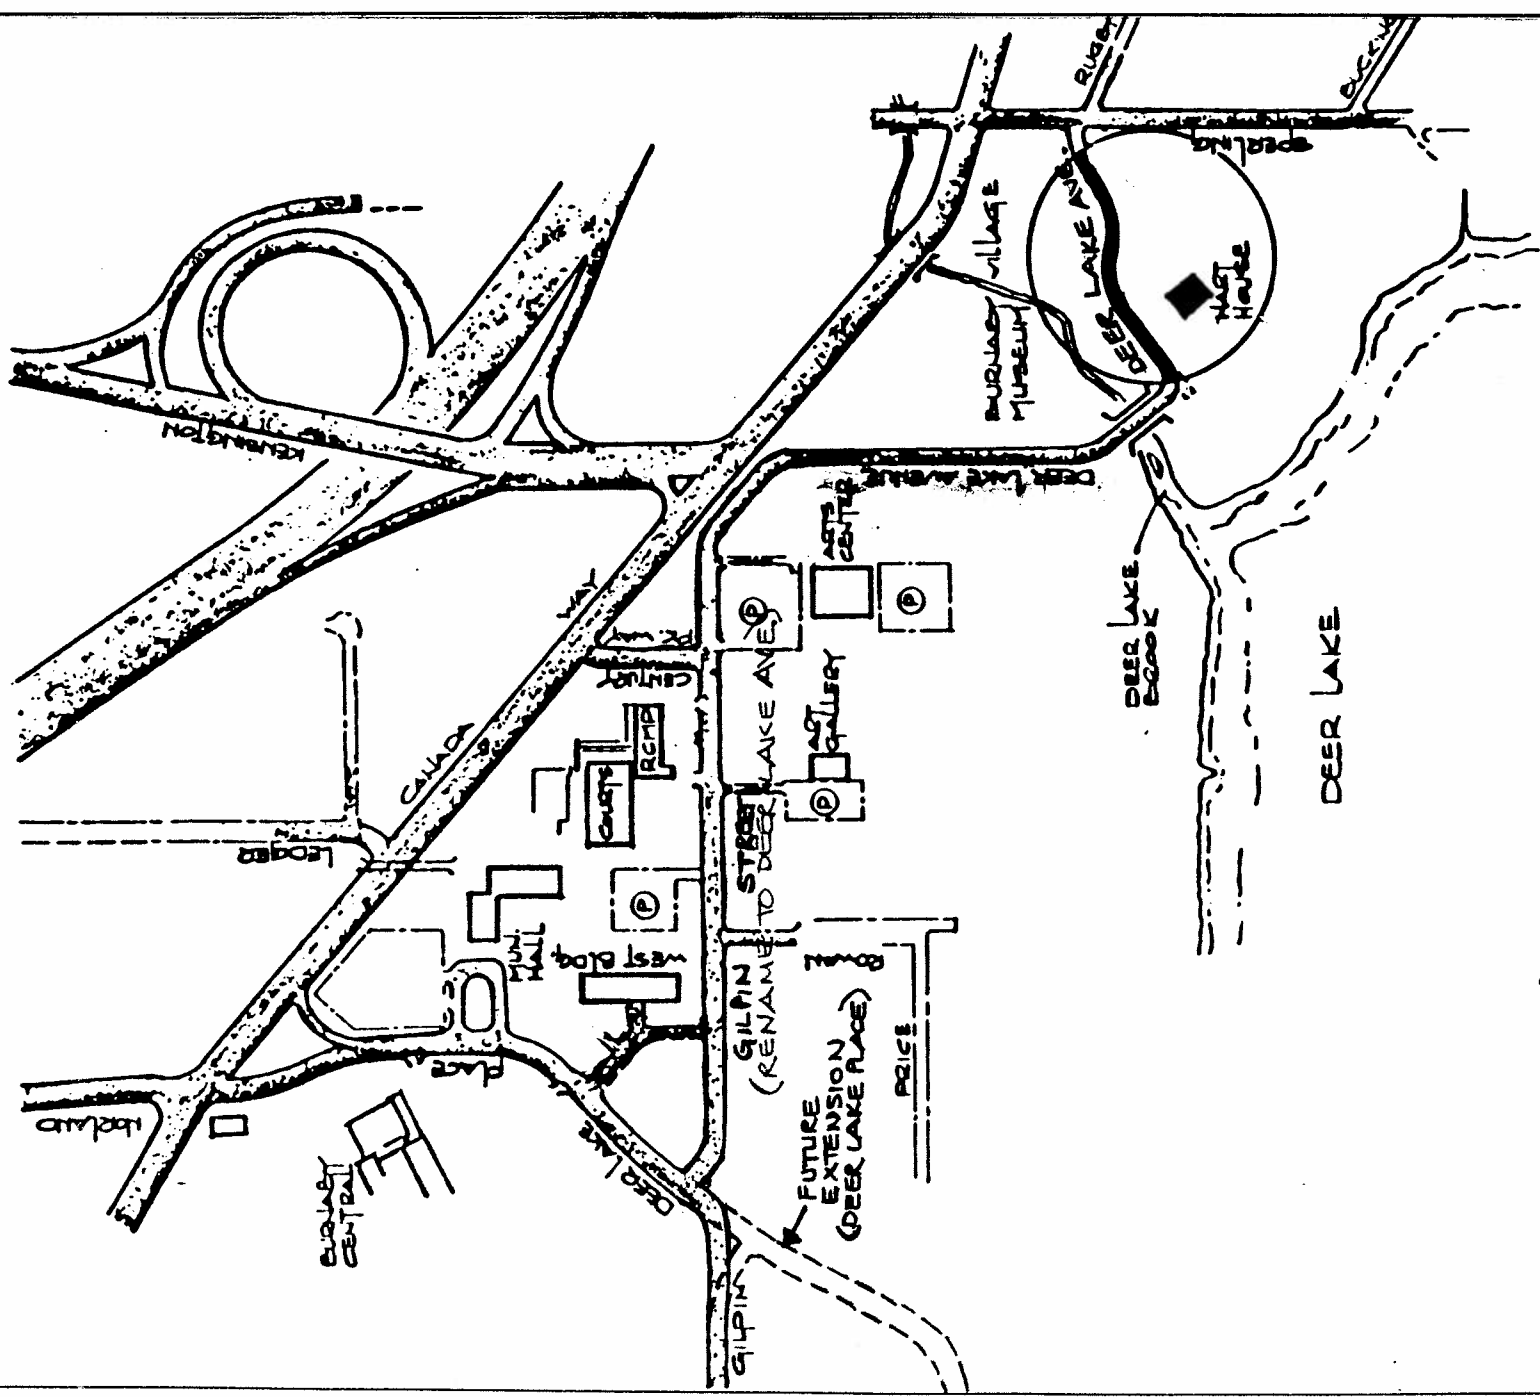 RUGBY
SPERLING
DEER LAKE AVE.
BURNABY VILLAGE
MUSEUM
HART
HOUSE
KENSINGTON
DEER LAKE AVENUE
ARTS
CENTER
P
P
WAY
PK. WAY
CENTURY
DEER LAKE
BROOK
DEER LAKE
ART
GALLERY
P
RCMP
COURTS
CANADA
LEDGER
P
MUN.
HALL
WEST BLDG.
GILPIN STREET
(RENAME TO DEER LAKE AVE.)
ROWAN
PRICE
FUTURE
EXTENSION
(DEER LAKE PLACE)
DEER LAKE PLACE
NORLAND
BURNABY
CENTRAL
GILPIN